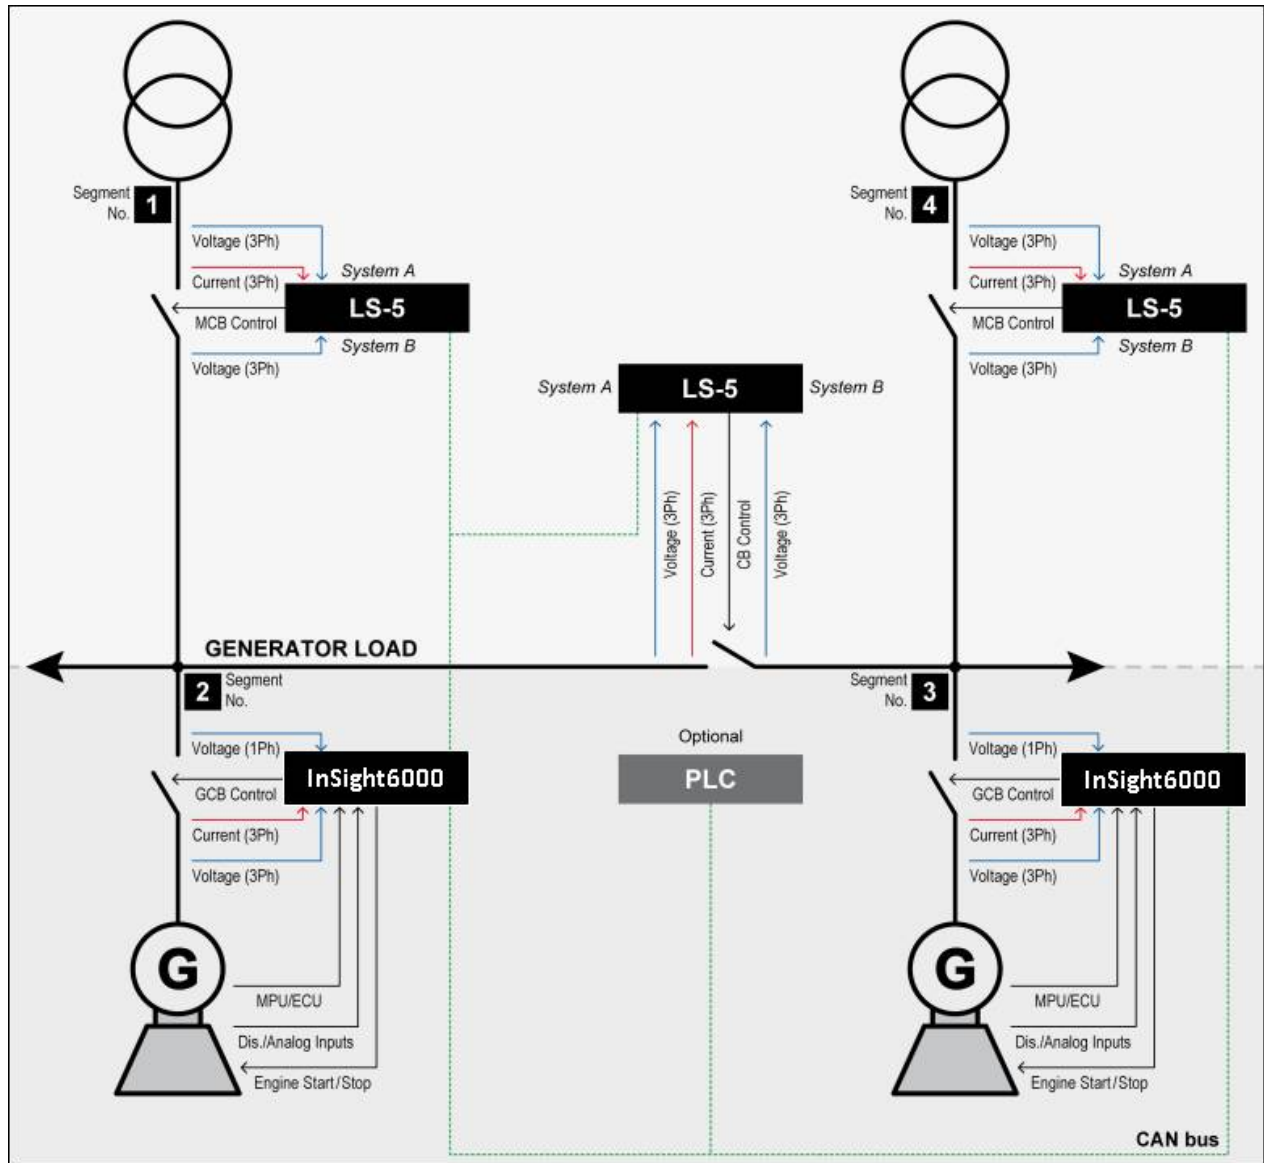 Segment
No.
1
Voltage (3Ph)
Current (3Ph)
System A
LS-5
MCB Control
System B
Voltage (3Ph)
Segment
No.
4
Voltage (3Ph)
Current (3Ph)
System A
LS-5
MCB Control
System B
Voltage (3Ph)
System A
LS-5
System B
Voltage (3Ph)
Current (3Ph)
CB Control
Voltage (3Ph)
GENERATOR LOAD
2
Segment
No.
Voltage (1Ph)
InSight6000
GCB Control
Current (3Ph)
Voltage (3Ph)
G
MPU/ECU
Dis./Analog Inputs
Engine Start/Stop
Optional
PLC
Segment
No.
3
Voltage (1Ph)
InSight6000
GCB Control
Current (3Ph)
Voltage (3Ph)
G
MPU/ECU
Dis./Analog Inputs
Engine Start/Stop
CAN bus